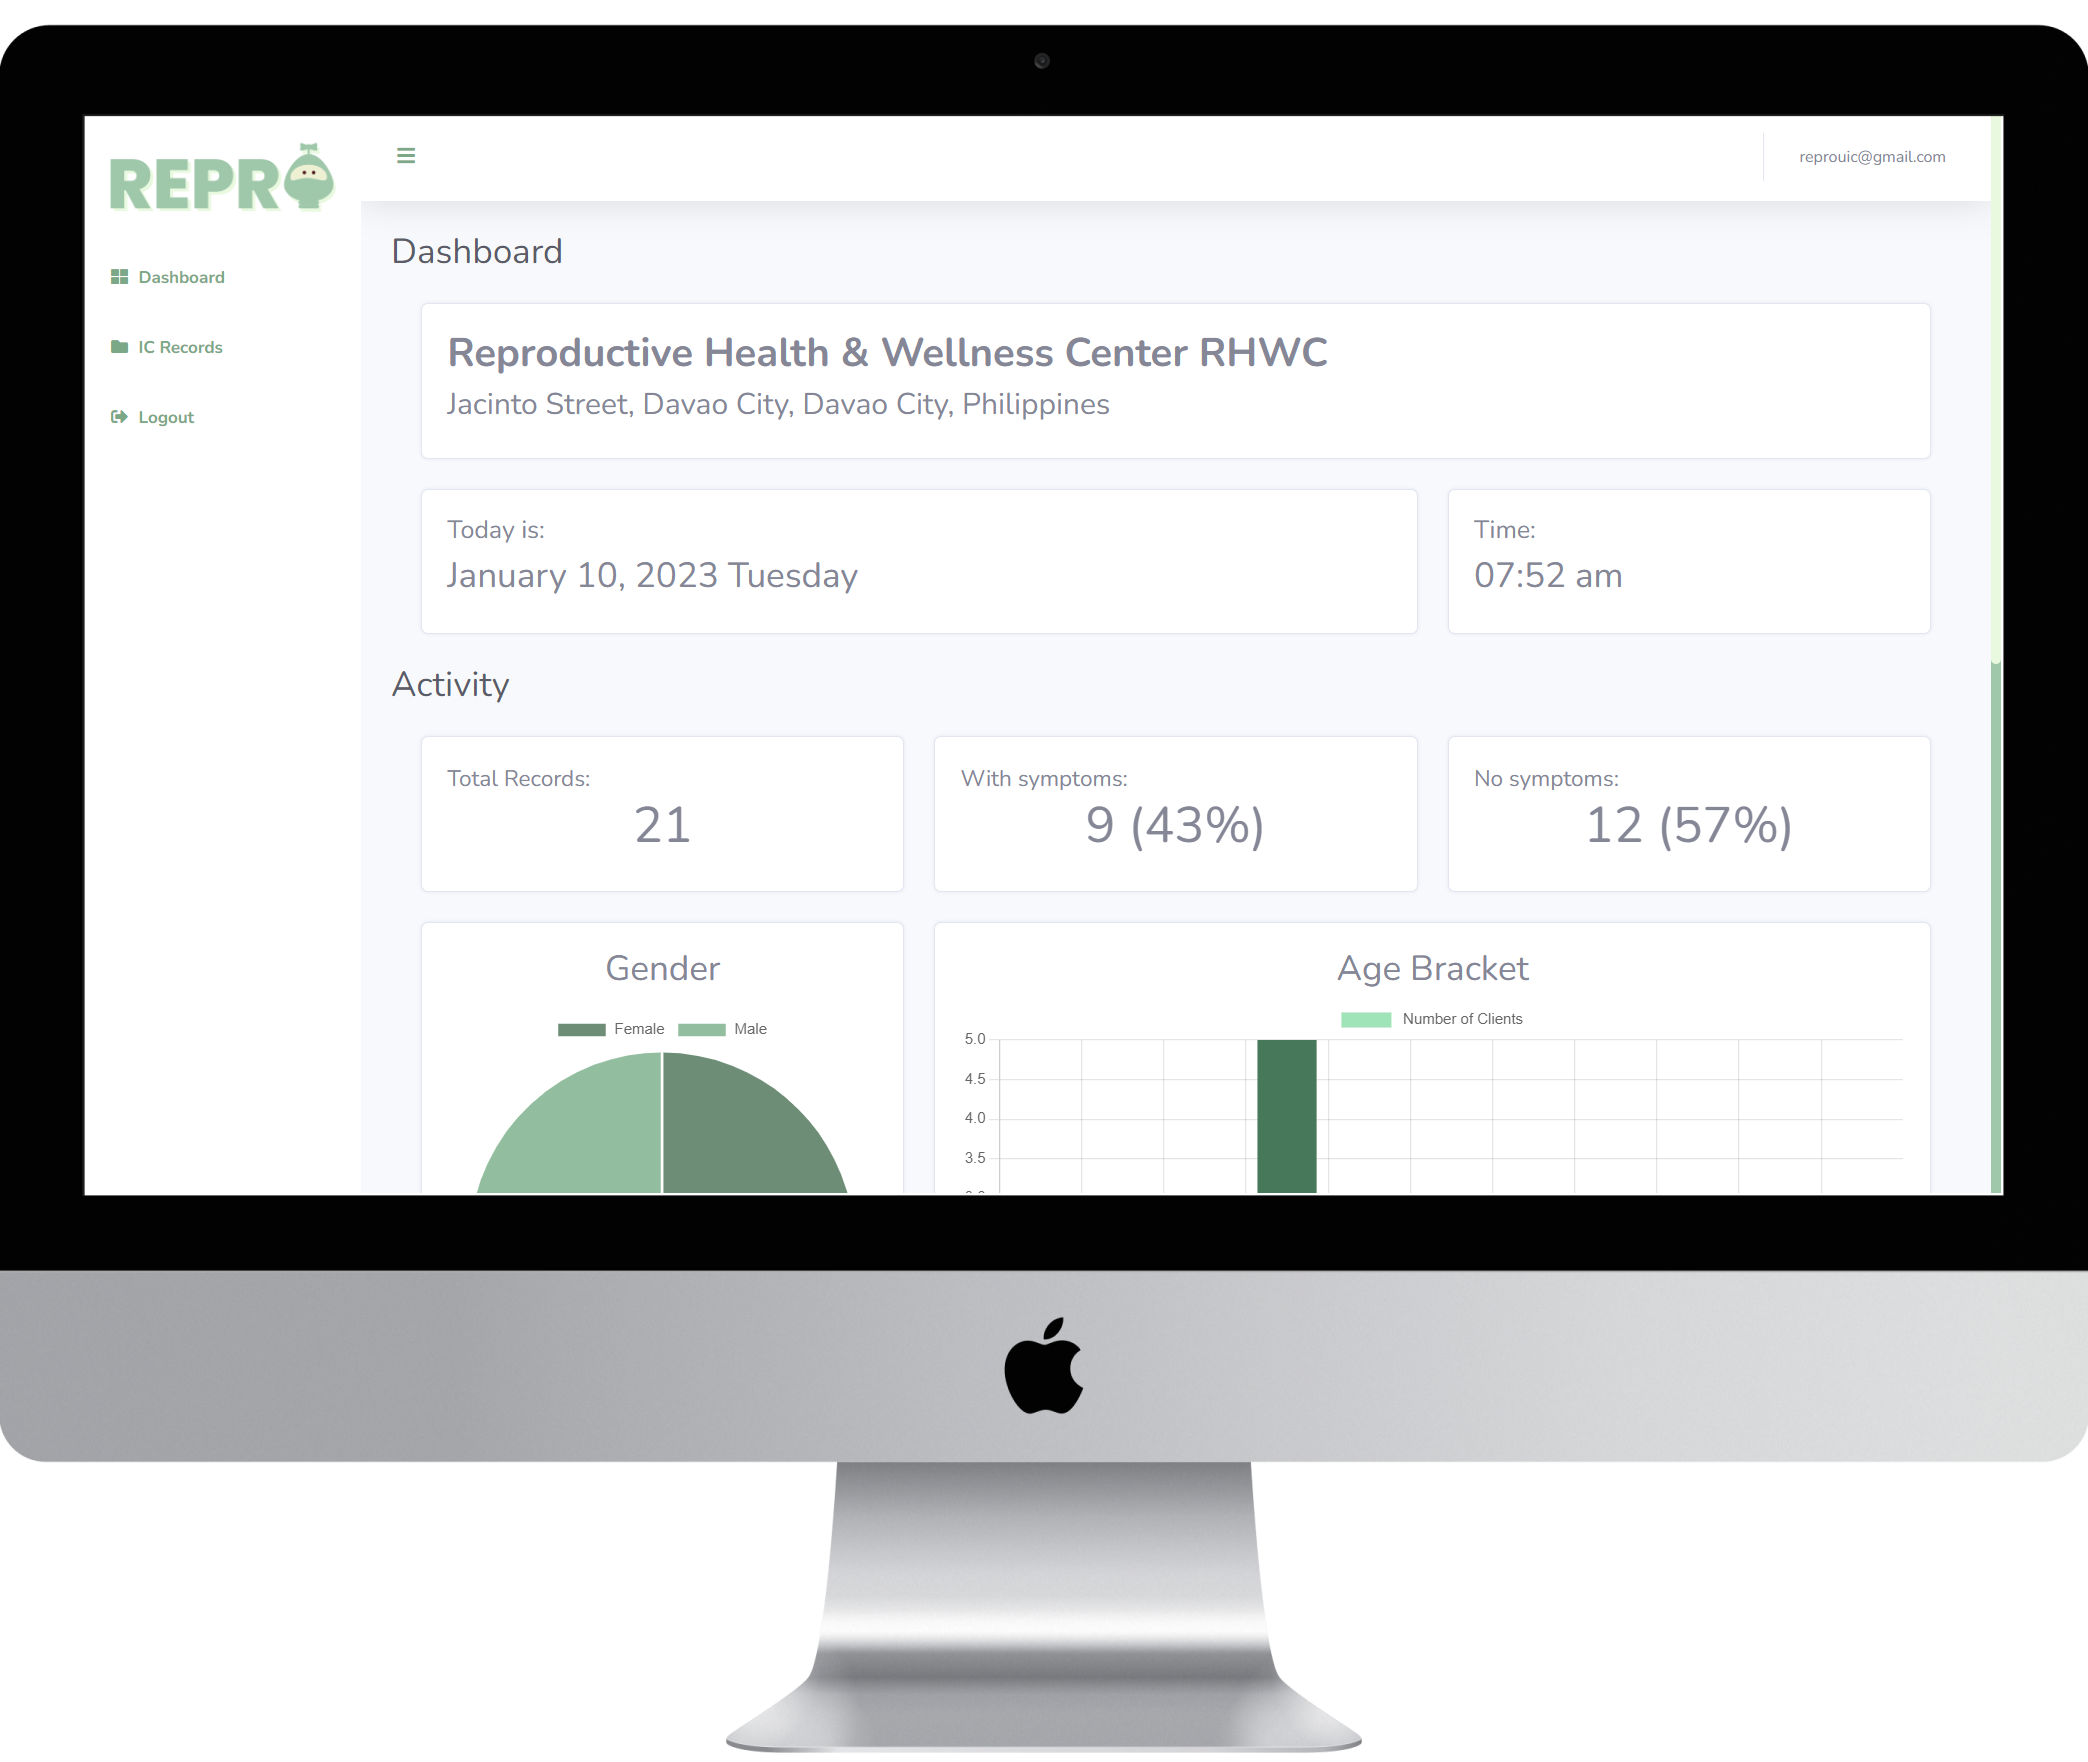 REPRO
reprouic@gmail.com
Dashboard
IC Records
Logout
Dashboard
Reproductive Health & Wellness Center RHWC
Jacinto Street, Davao City, Davao City, Philippines
Today is:
January 10, 2023 Tuesday
Time:
07:52 am
Activity
Total Records:
21
With symptoms:
9 (43%)
No symptoms:
12 (57%)
Gender
Female Male
Age Bracket
Number of Clients
5.0
4.5
4.0
3.5